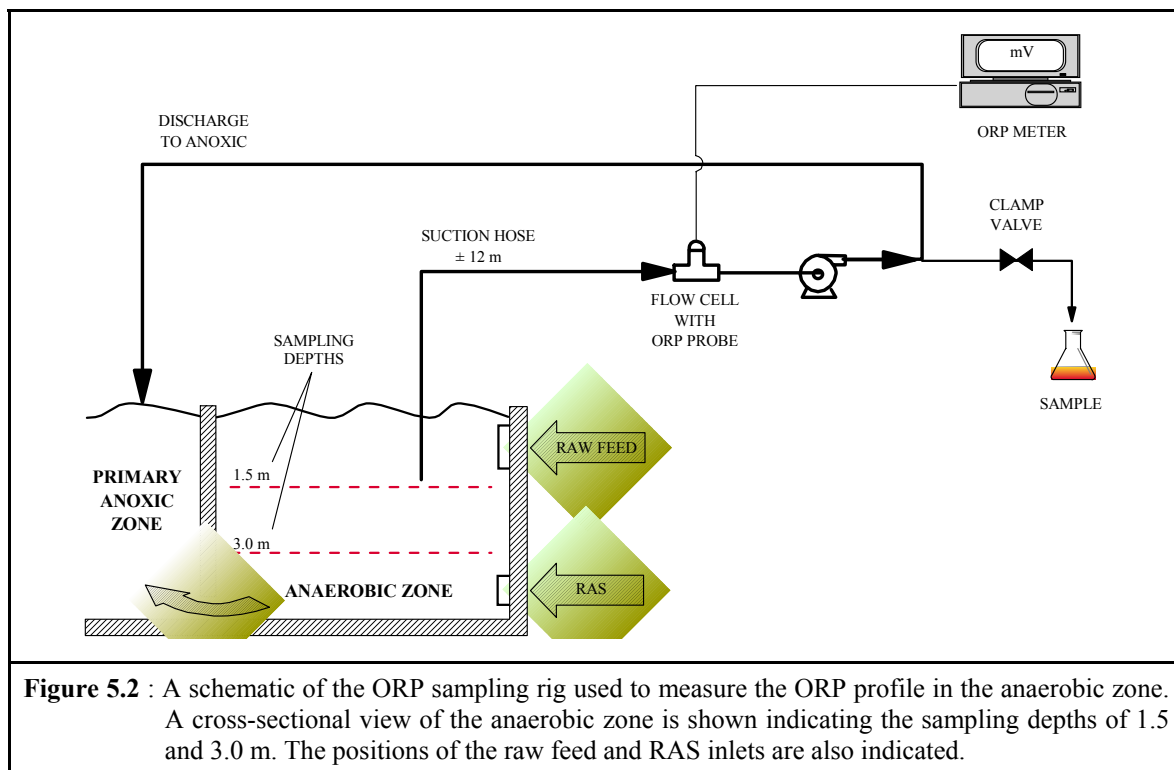 mV
ORP METER
DISCHARGE
TO ANOXIC
CLAMP
VALVE
SUCTION HOSE
± 12 m
FLOW CELL
WITH
ORP PROBE
SAMPLING
DEPTHS
SAMPLE
RAW FEED
PRIMARY
ANOXIC
ZONE
1.5 m
3.0 m
ANAEROBIC ZONE
RAS
Figure 5.2 : A schematic of the ORP sampling rig used to measure the ORP profile in the anaerobic zone.
A cross-sectional view of the anaerobic zone is shown indicating the sampling depths of 1.5
and 3.0 m. The positions of the raw feed and RAS inlets are also indicated.